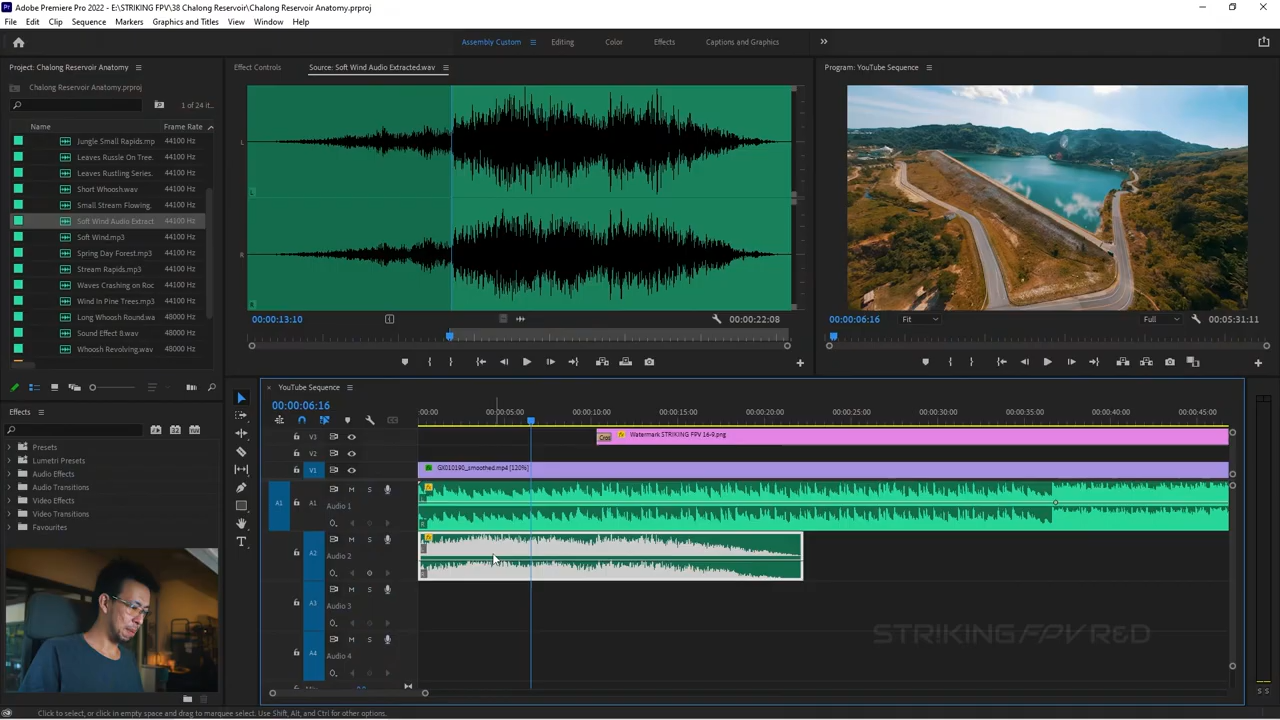 Adobe Premiere Pro 2022 - E:\STRIKING FPV\38 Chalong Reservoir\Chalong Reservoir Anatomy.prproj
File Edit Clip Sequence Markers Graphics and Titles View Window Help
Assembly Custom Editing Color Effects Captions and Graphics
Project: Chalong Reservoir Anatomy
Effect Controls Source: Soft Wind Audio Extracted.wav
Program: YouTube Sequence
Chalong Reservoir Anatomy.prproj
1 of 24 it...
Name Frame Rate
Jungle Small Rapids.mp 44100 Hz
Leaves Russle On Tree. 44100 Hz
Leaves Rustling Series. 44100 Hz
Short Whoosh.wav 44100 Hz
Small Stream Flowing. 44100 Hz
Soft Wind Audio Extract 44100 Hz
Soft Wind.mp3 44100 Hz
Spring Day Forest.mp3 44100 Hz
Stream Rapids.mp3 44100 Hz
Waves Crashing on Roc 44100 Hz
Wind In Pine Trees.mp3 44100 Hz
Long Whoosh Round.wa 48000 Hz
Sound Effect 8.wav 48000 Hz
Whoosh Revolving.wav 48000 Hz
L
R
00:00:13:10 00:00:22:08
00:00:06:16 Fit Full 00:05:31:11
YouTube Sequence
00:00:06:16
:00:00 00:00:05:00 00:00:10:00 00:00:15:00 00:00:20:00 00:00:25:00 00:00:30:00 00:00:35:00 00:00:40:00 00:00:45:00
V3 Watermark STRIKING FPV 16-9.png
V2
V1 GX010190_smoothed.mp4 [120%]
A1 A1 Audio 1 M S
A2 Audio 2 M S
A3 Audio 3 M S
A4 Audio 4 M S
Effects
Presets
Lumetri Presets
Audio Effects
Audio Transitions
Video Effects
Video Transitions
Favourites
STRIKING FPV R&D
S S
Click to select, or click in empty space and drag to marquee select. Use Shift, Alt, and Ctrl for other options.